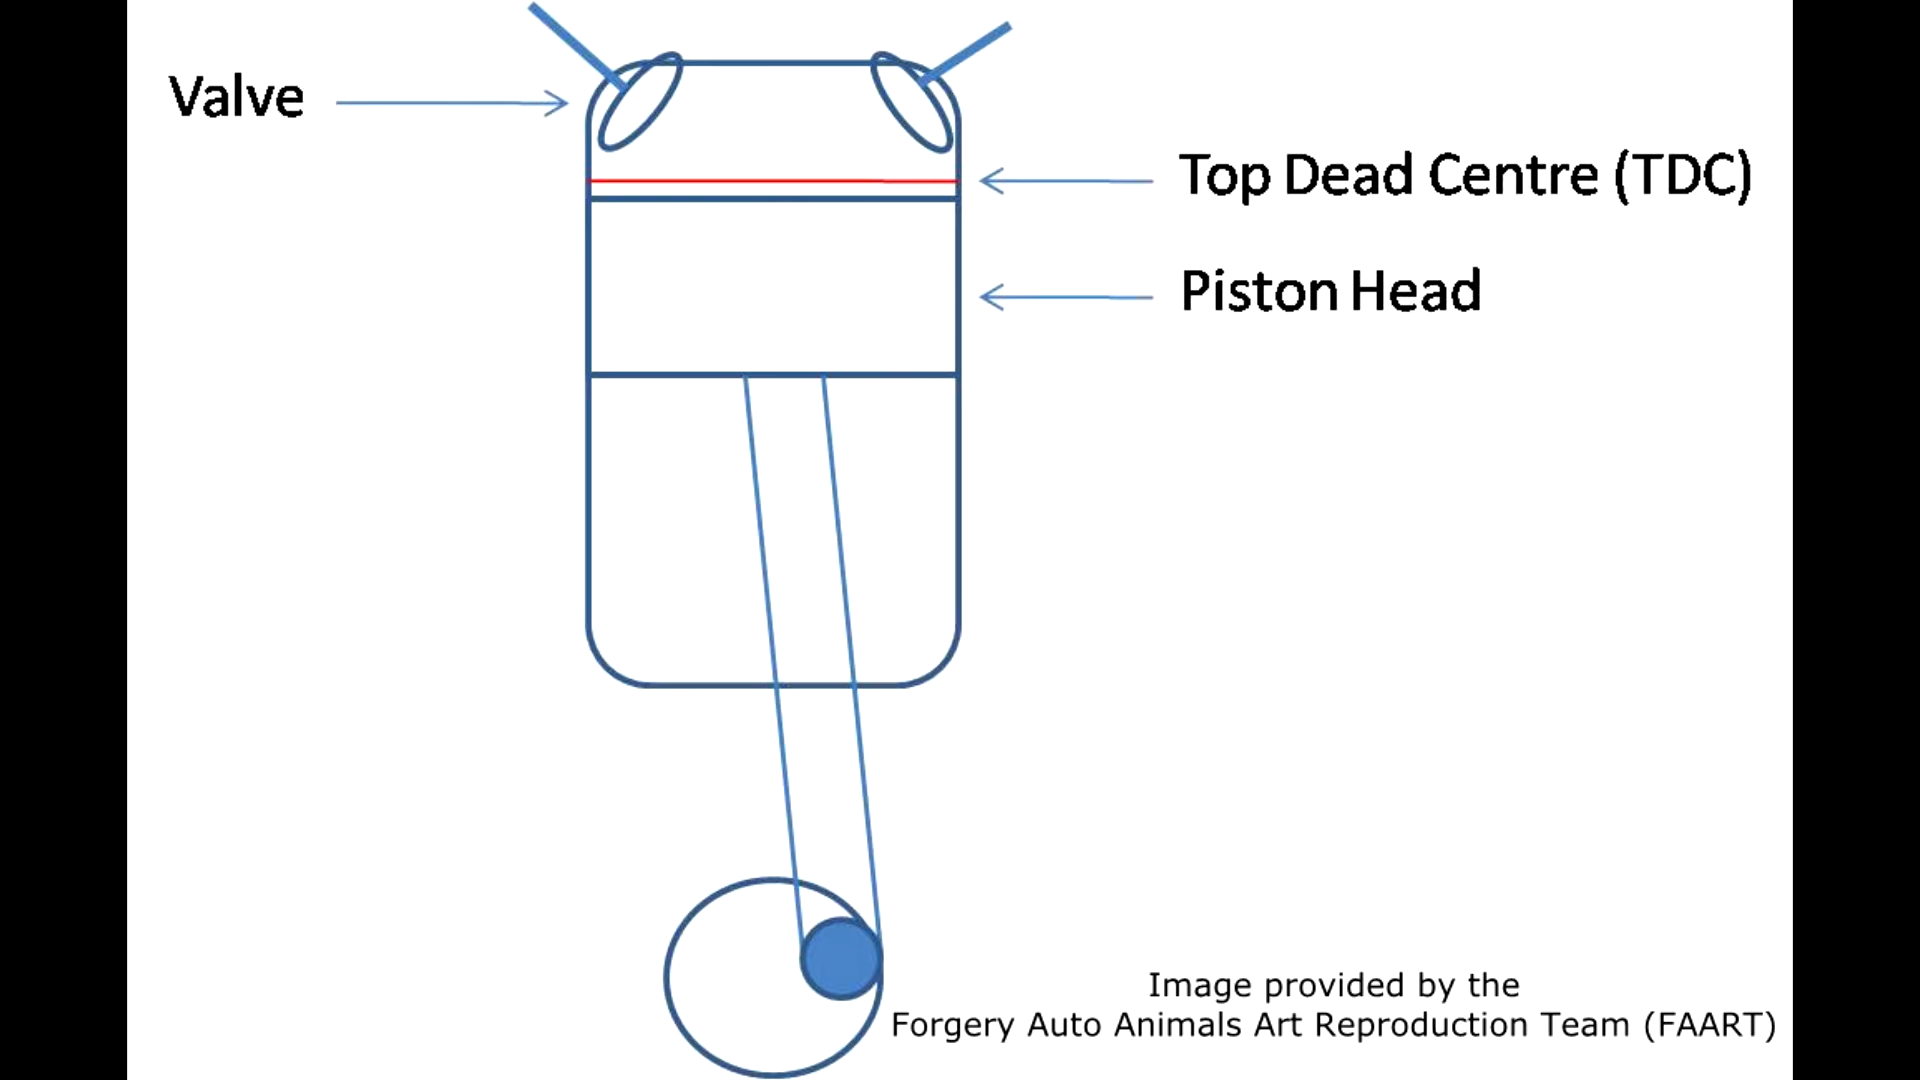 Valve
Top Dead Centre (TDC)
Piston Head
Image provided by the
Forgery Auto Animals Art Reproduction Team (FAART)